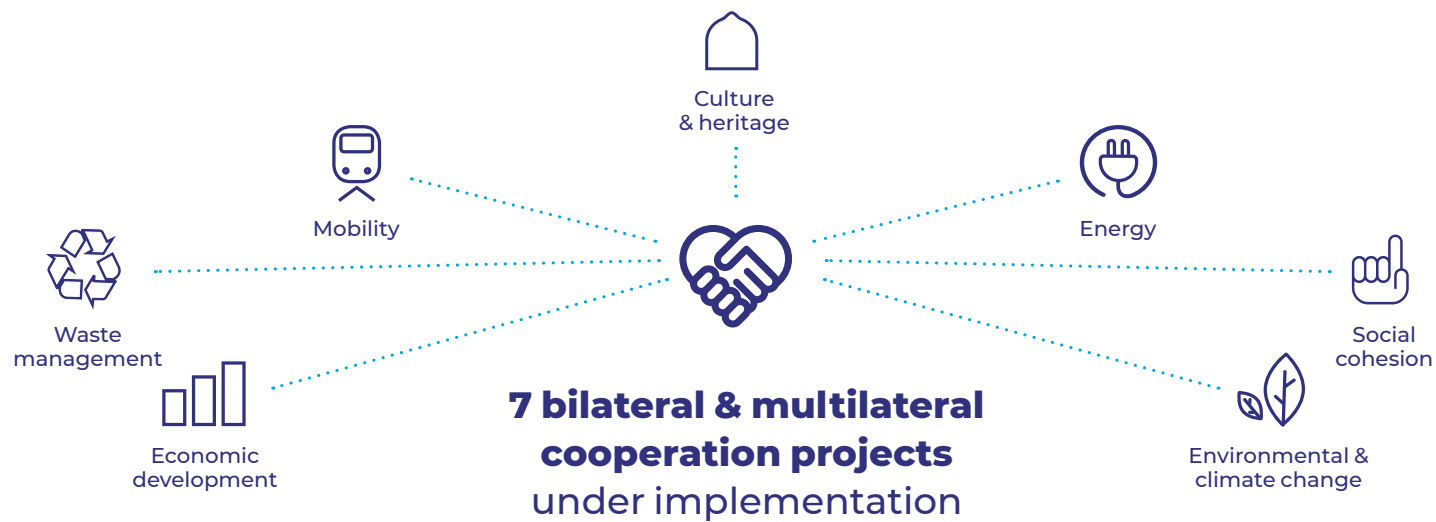 Culture
& heritage
Mobility
Energy
Waste
management
Social
cohesion
Economic
development
7 bilateral & multilateral
cooperation projects
under implementation
Environmental &
climate change